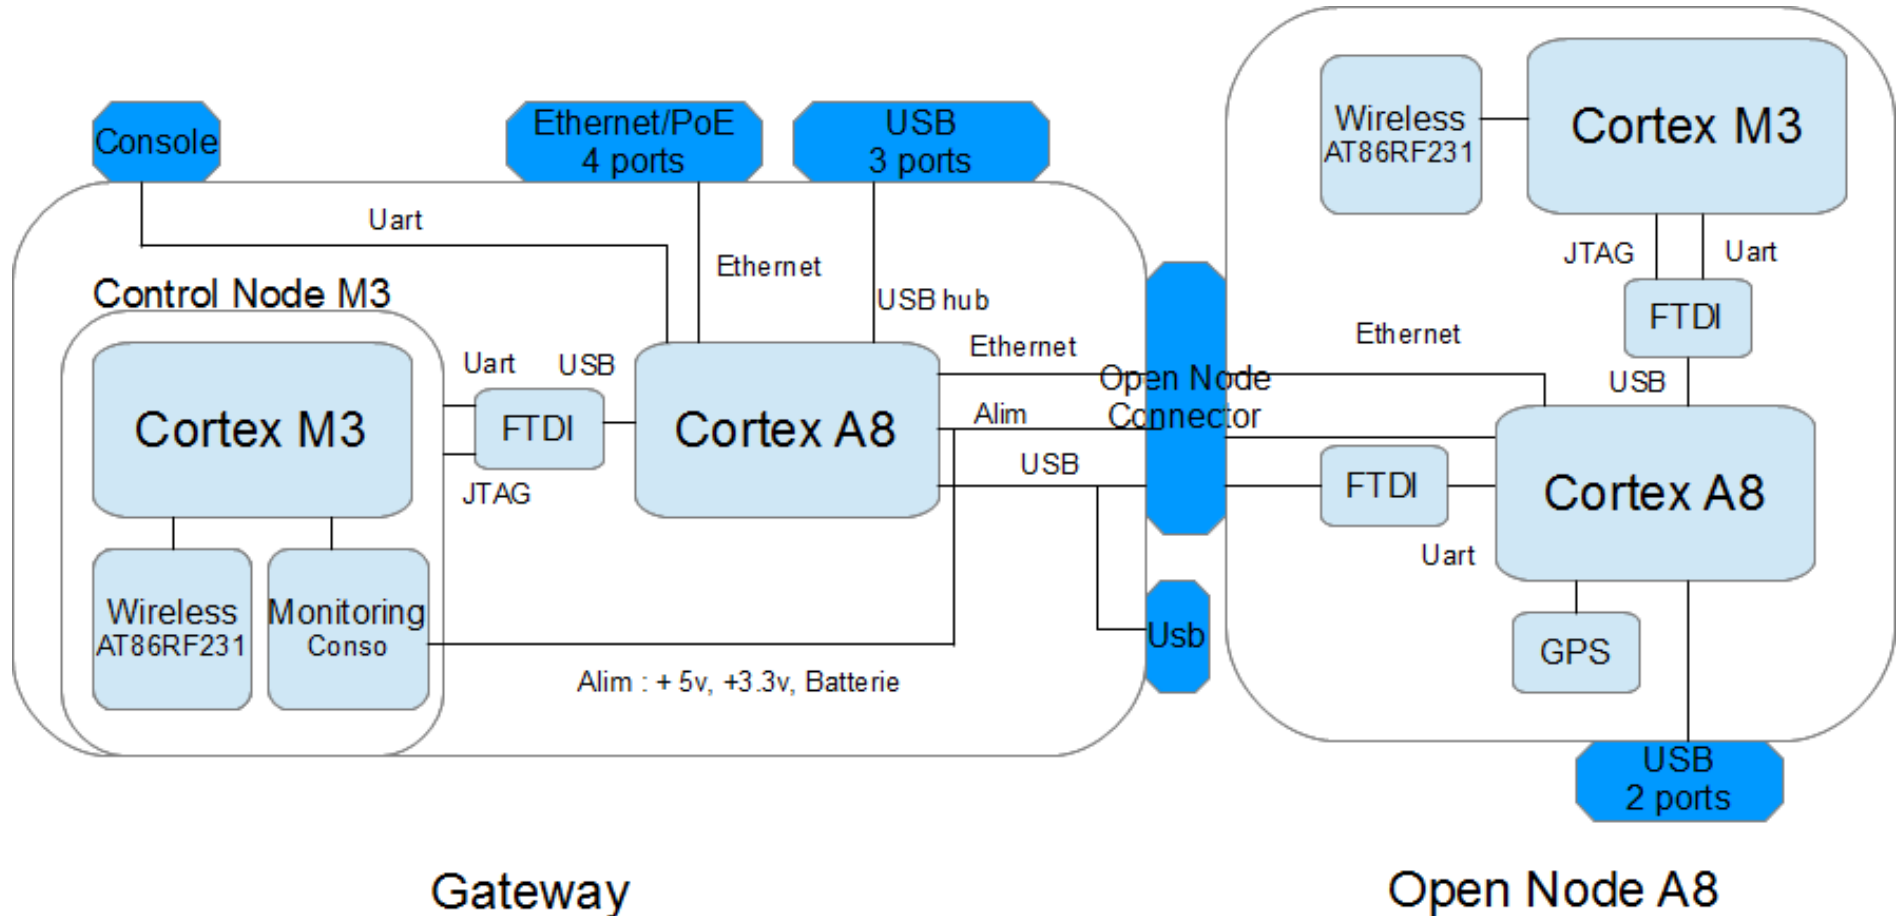 Console
Ethernet/PoE
4 ports
USB
3 ports
Uart
Ethernet
USB hub
Control Node M3
Cortex M3
Uart
USB
FTDI
JTAG
Cortex A8
Ethernet
Alim
USB
Wireless
AT86RF231
Monitoring
Conso
Alim : + 5v, +3.3v, Batterie
Open Node
Connector
Usb
Wireless
AT86RF231
Cortex M3
JTAG
Uart
FTDI
Ethernet
USB
FTDI
Cortex A8
Uart
GPS
USB
2 ports
Gateway
Open Node A8